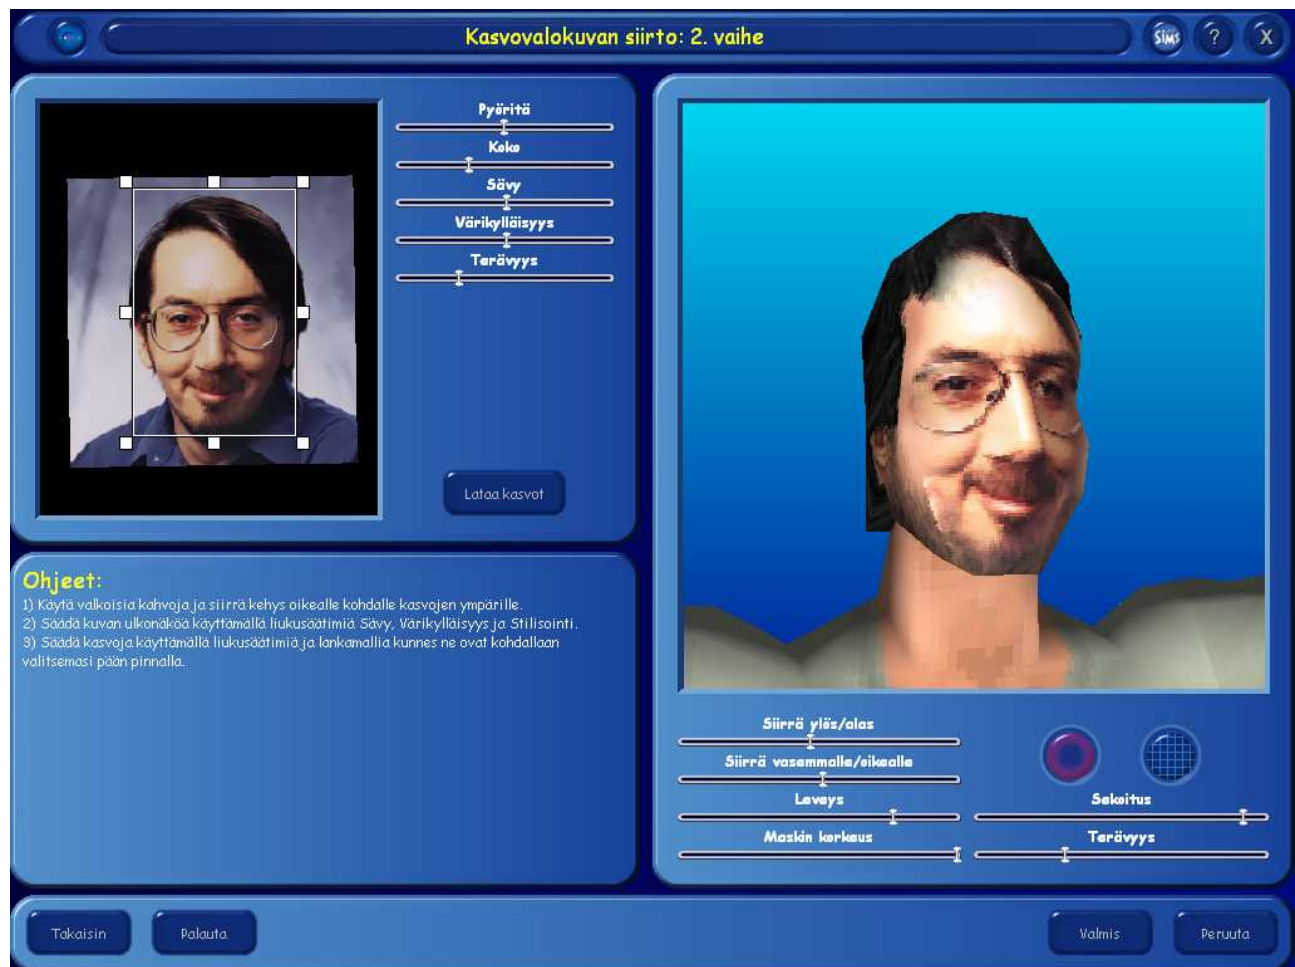 Kasvovalokuvan siirto: 2. vaihe
SiMS
?
X
Pyöritä
Koko
Sävy
Värikylläisyys
Terävyys
Lataa kasvot
Ohjeet:
1) Käytä valkoisia kahvoja ja siirrä kehys oikealle kohdalle kasvojen ympärille.
2) Säädä kuvan ulkonäköä käyttämällä liukusäätimiä Sävy, Värikylläisyys ja Stilisointi.
3) Säädä kasvoja käyttämällä liukusäätimiä ja lankamallia kunnes ne ovat kohdallaan
valitsemasi pään pinnalla.
Siirrä ylös/alas
Siirrä vasemmalle/oikealle
Leveys
Maskin korkeus
Sekoitus
Terävyys
Takaisin
Palauta
Valmis
Peruuta